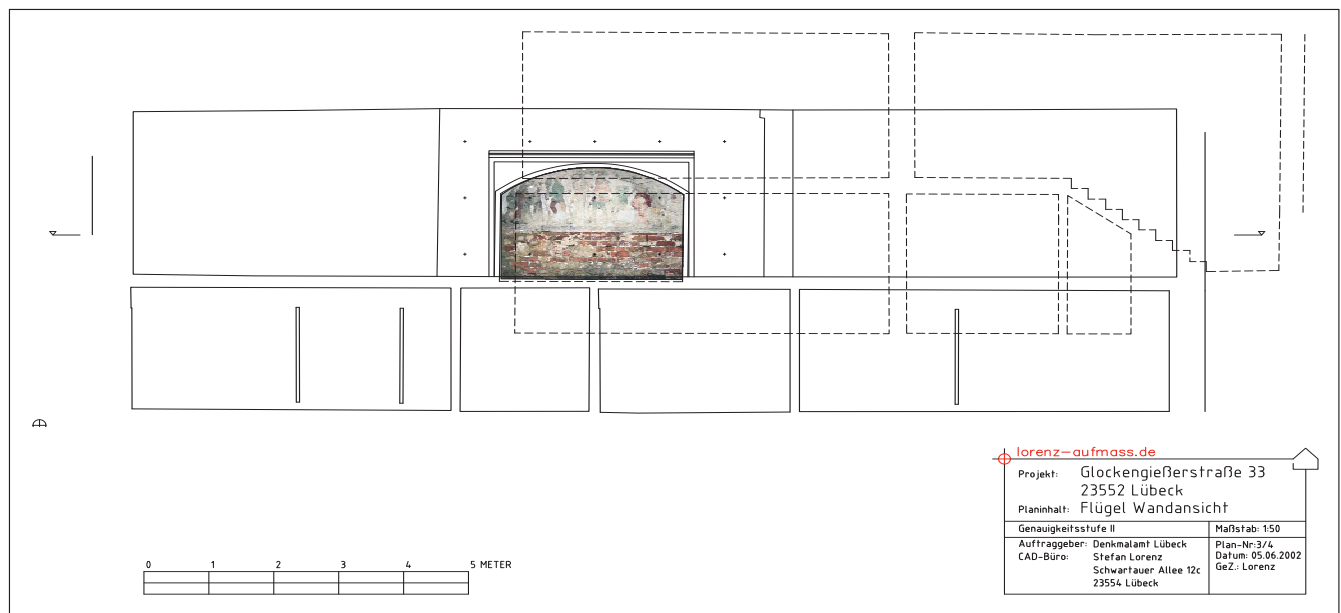 0 1 2 3 4 5 METER
lorenz-aufmass.de
Projekt: Glockengießerstraße 33
23552 Lübeck
Planinhalt: Flügel Wandansicht
Genauigkeitsstufe II
Maßstab: 1:50
Auftraggeber: Denkmalamt Lübeck
CAD-Büro: Stefan Lorenz
Schwartauer Allee 12c
23554 Lübeck
Plan-Nr:3/4
Datum: 05.06.2002
GeZ.: Lorenz